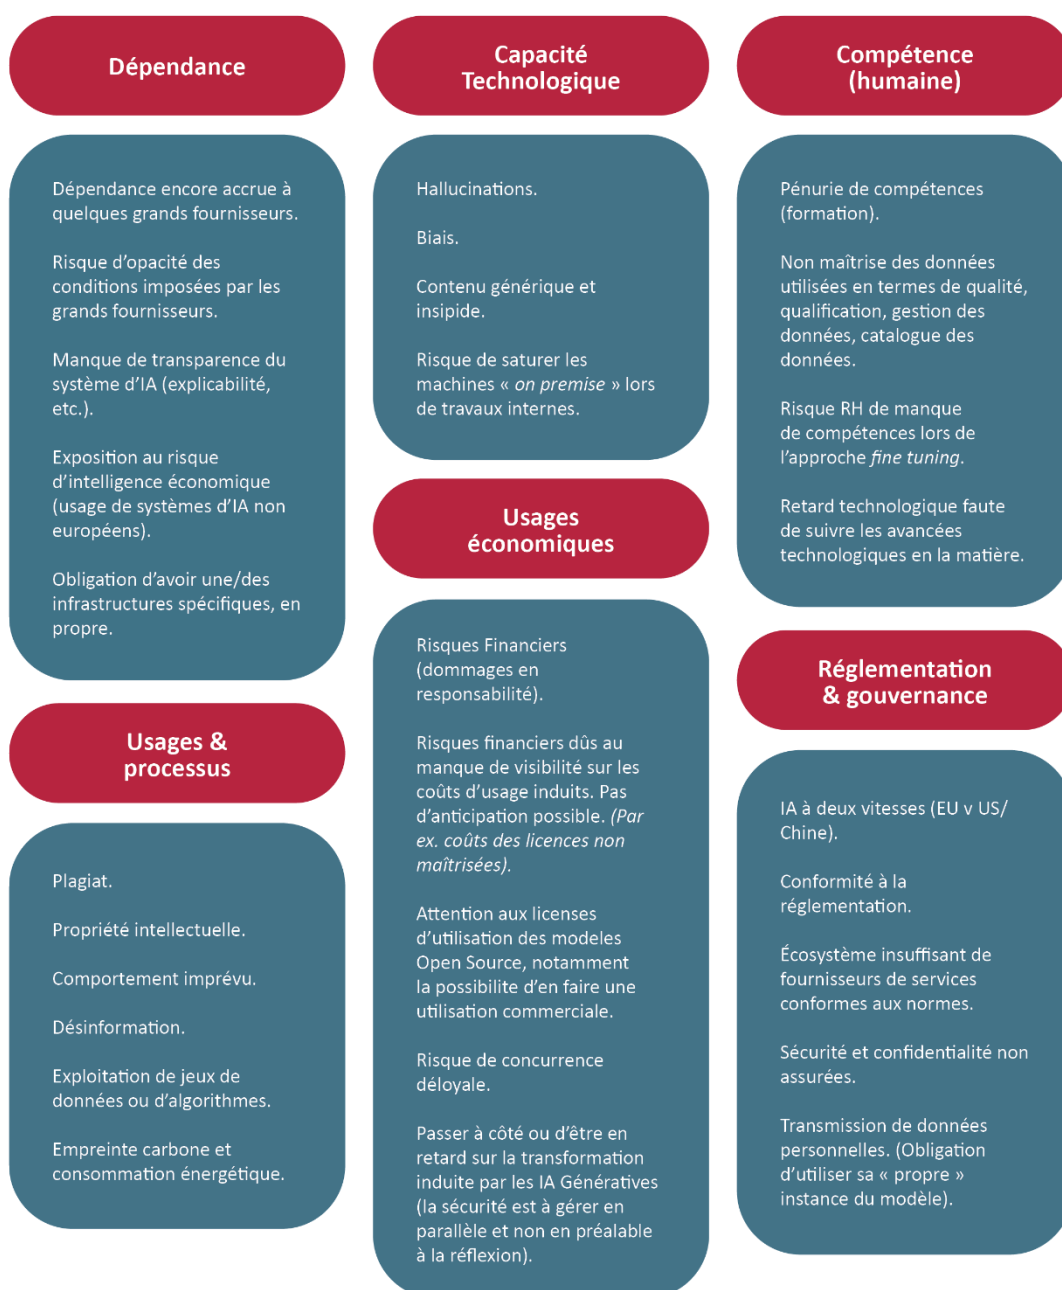 Dépendance
Dépendance encore accrue à
quelques grands fournisseurs.
Risque d’opacité des
conditions imposées par les
grands fournisseurs.
Manque de transparence du
système d’IA (explicabilité,
etc.).
Exposition au risque
d’intelligence économique
(usage de systèmes d’IA non
européens).
Obligation d’avoir une/des
infrastructures spécifiques, en
propre.
Usages &
processus
Plagiat.
Propriété intellectuelle.
Comportement imprévu.
Désinformation.
Exploitation de jeux de
données ou d’algorithmes.
Empreinte carbone et
consommation énergétique.
Capacité
Technologique
Hallucinations.
Biais.
Contenu générique et
insipide.
Risque de saturer les
machines « on premise » lors
de travaux internes.
Usages
économiques
Risques Financiers
(dommages en
responsabilité).
Risques financiers dûs au
manque de visibilité sur les
coûts d’usage induits. Pas
d’anticipation possible. (Par
ex. coûts des licences non
maîtrisées).
Attention aux licenses
d’utilisation des modeles
Open Source, notamment
la possibilite d’en faire une
utilisation commerciale.
Risque de concurrence
déloyale.
Passer à côté ou d’être en
retard sur la transformation
induite par les IA Génératives
(la sécurité est à gérer en
parallèle et non en préalable
à la réflexion).
Compétence
(humaine)
Pénurie de compétences
(formation).
Non maîtrise des données
utilisées en termes de qualité,
qualification, gestion des
données, catalogue des
données.
Risque RH de manque
de compétences lors de
l’approche fine tuning.
Retard technologique faute
de suivre les avancées
technologiques en la matière.
Réglementation
& gouvernance
IA à deux vitesses (EU v US/
Chine).
Conformité à la
réglementation.
Écosystème insuffisant de
fournisseurs de services
conformes aux normes.
Sécurité et confidentialité non
assurées.
Transmission de données
personnelles. (Obligation
d’utiliser sa « propre »
instance du modèle).